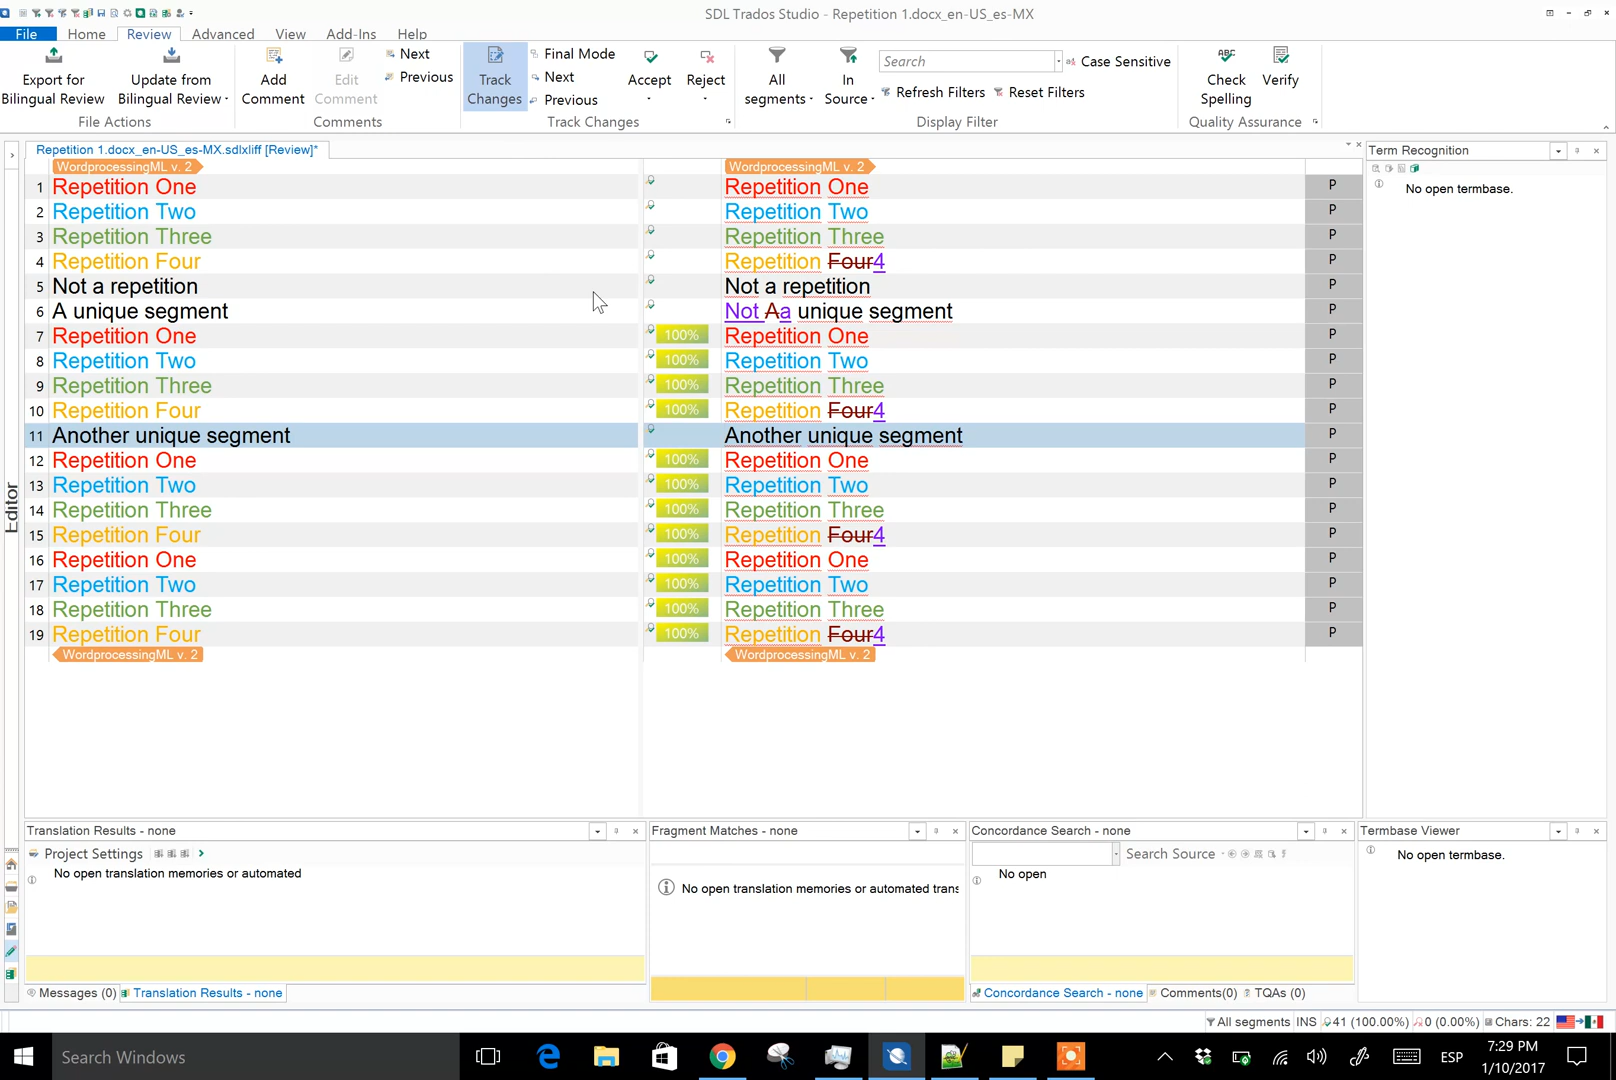 SDL Trados Studio - Repetition 1.docx_en-US_es-MX
File Home Review Advanced View Add-Ins Help
Export for Bilingual Review
Update from Bilingual Review
File Actions
Add Comment
Edit Comment
Next
Previous
Comments
Track Changes
Final Mode
Next
Previous
Accept
Reject
Track Changes
All segments
In Source
Search
Case Sensitive
Refresh Filters Reset Filters
Display Filter
ABC
Check Spelling
Verify
Quality Assurance
Editor
Repetition 1.docx_en-US_es-MX.sdlxliff [Review]*
WordprocessingML v. 2 WordprocessingML v. 2
1 Repetition One Repetition One P
2 Repetition Two Repetition Two P
3 Repetition Three Repetition Three P
4 Repetition Four Repetition Four4 P
5 Not a repetition Not a repetition P
6 A unique segment Not Aa unique segment P
7 Repetition One 100% Repetition One P
8 Repetition Two 100% Repetition Two P
9 Repetition Three 100% Repetition Three P
10 Repetition Four 100% Repetition Four4 P
11 Another unique segment Another unique segment P
12 Repetition One 100% Repetition One P
13 Repetition Two 100% Repetition Two P
14 Repetition Three 100% Repetition Three P
15 Repetition Four 100% Repetition Four4 P
16 Repetition One 100% Repetition One P
17 Repetition Two 100% Repetition Two P
18 Repetition Three 100% Repetition Three P
19 Repetition Four 100% Repetition Four4 P
WordprocessingML v. 2 WordprocessingML v. 2
Term Recognition
No open termbase.
Translation Results - none
Project Settings
No open translation memories or automated
Messages (0) Translation Results - none
Fragment Matches - none
No open translation memories or automated trans
Concordance Search - none
Search Source
No open
Concordance Search - none Comments(0) TQAs (0)
Termbase Viewer
No open termbase.
All segments INS 41 (100.00%) 0 (0.00%) Chars: 22
Search Windows
ESP
7:29 PM
1/10/2017